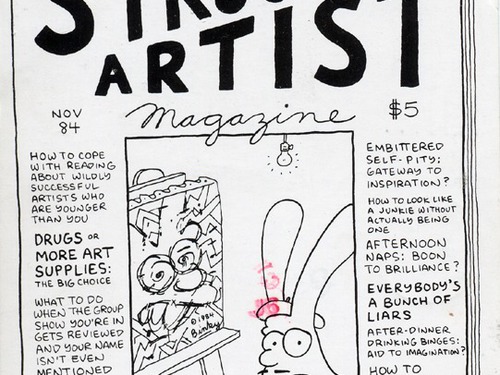 ARTIST
Magazine
NOV
84
$5
HOW TO COPE
WITH READING
ABOUT WILDLY
SUCCESSFUL
ARTISTS WHO
ARE YOUNGER
THAN YOU
DRUGS OR
MORE ART
SUPPLIES:
THE BIG CHOICE
WHAT TO DO
WHEN THE GROUP
SHOW YOU'RE IN
GETS REVIEWED
AND YOUR NAME
ISN'T EVEN
MENTIONED
© 1984
Binky
EMBITTERED
SELF-PITY:
GATEWAY TO
INSPIRATION?
HOW TO LOOK LIKE
A JUNKIE WITHOUT
ACTUALLY BEING
ONE
AFTERNOON
NAPS: BOON
TO BRILLIANCE?
EVERYBODY'S
A BUNCH OF
LIARS
AFTER-DINNER
DRINKING BINGES:
AID TO IMAGINATION?
HOW TO